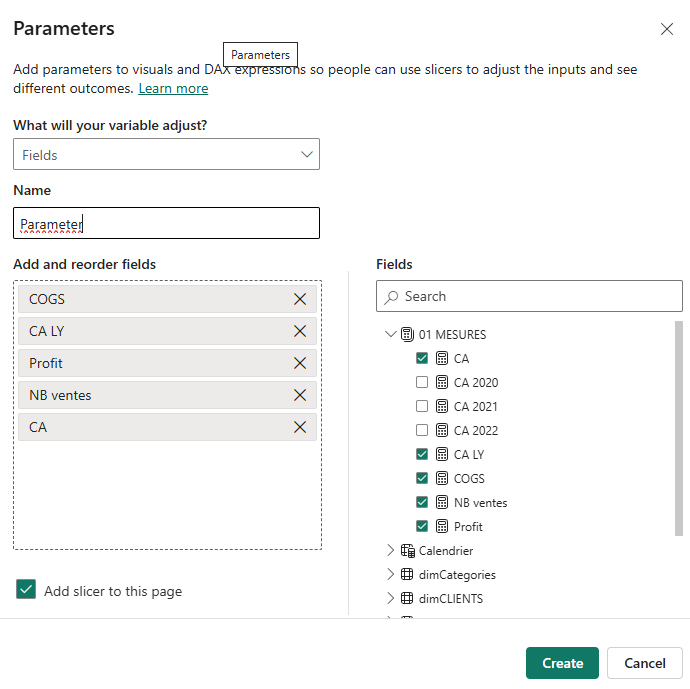 Parameters
Parameters
Add parameters to visuals and DAX expressions so people can use slicers to adjust the inputs and see
different outcomes. Learn more
What will your variable adjust?
Fields
Name
Parameter
Add and reorder fields
COGS
CA LY
Profit
NB ventes
CA
Add slicer to this page
Fields
Search
01 MESURES
CA
CA 2020
CA 2021
CA 2022
CA LY
COGS
NB ventes
Profit
Calendrier
dimCategories
dimCLIENTS
Create
Cancel